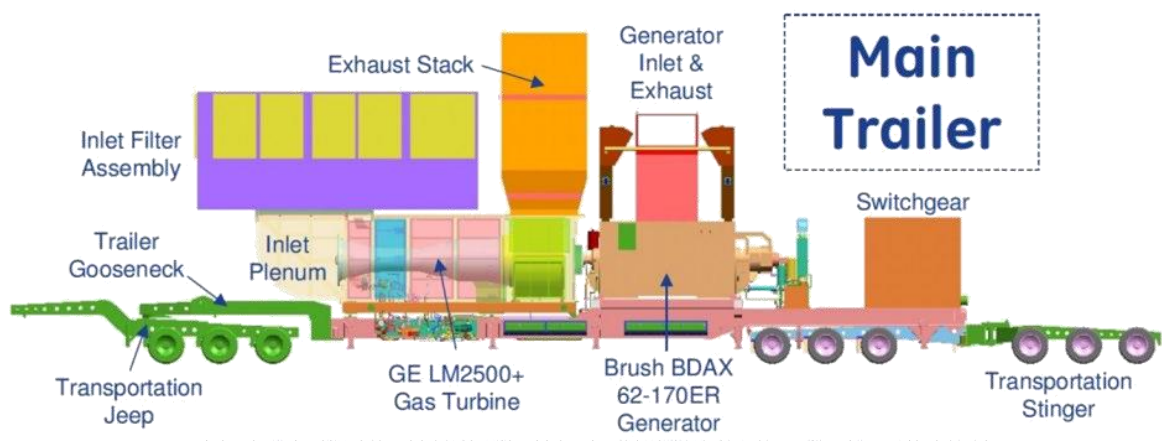 Main
Trailer
Exhaust Stack
Generator
Inlet &
Exhaust
Inlet Filter
Assembly
Switchgear
Trailer
Gooseneck
Inlet
Plenum
Transportation
Jeep
GE LM2500+
Gas Turbine
Brush BDAX
62-170ER
Generator
Transportation
Stinger